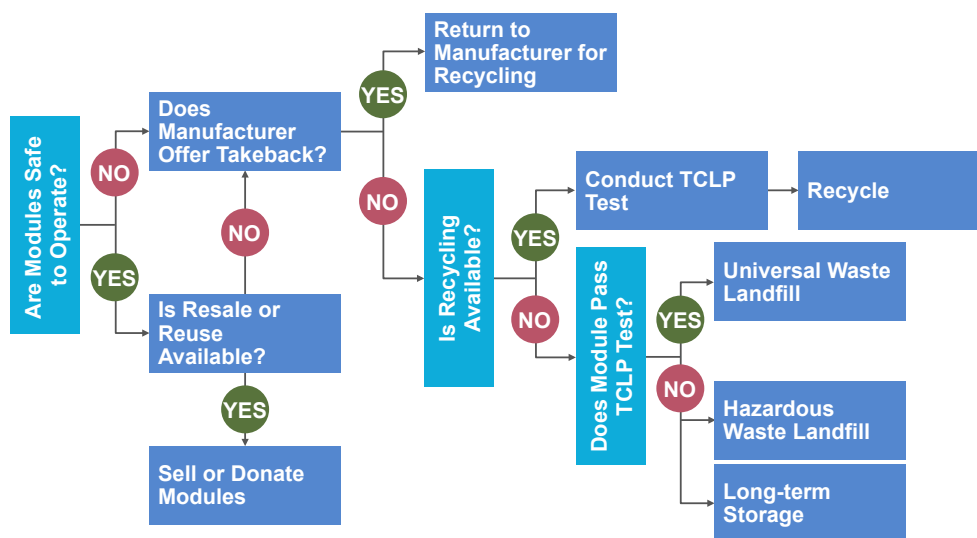 Are Modules Safe
to Operate?
NO
YES
Does
Manufacturer
Offer Takeback?
NO
Is Resale or
Reuse
Available?
YES
Sell or Donate
Modules
YES
Return to
Manufacturer for
Recycling
NO
Is Recycling
Available?
YES
Conduct TCLP
Test
Recycle
NO
Does Module Pass
TCLP Test?
YES
Universal Waste
Landfill
NO
Hazardous
Waste Landfill
Long-term
Storage